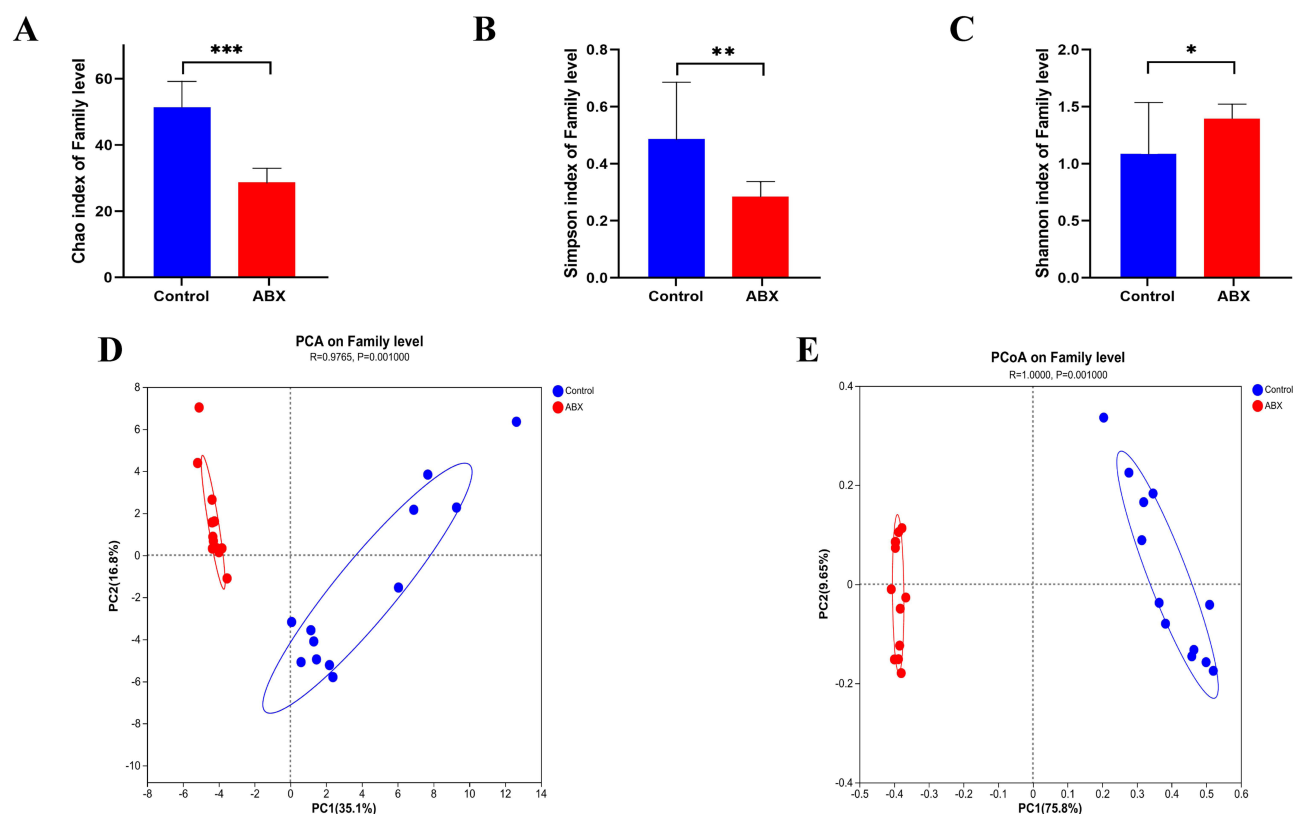 A
Chao index of Family level
60
40
20
0
***
Control
ABX
B
Simpson index of Family level
0.8
0.6
0.4
0.2
0.0
**
Control
ABX
C
Shannon index of Family level
2.0
1.5
1.0
0.5
0.0
*
Control
ABX
D
PCA on Family level
R=0.9765, P=0.001000
Control
ABX
PC2(16.8%)
8
6
4
2
0
-2
-4
-6
-8
-10
-8
-6
-4
-2
0
2
4
6
8
10
12
14
PC1(35.1%)
E
PCoA on Family level
R=1.0000, P=0.001000
Control
ABX
PC2(9.65%)
0.4
0.2
0
-0.2
-0.4
-0.5
-0.4
-0.3
-0.2
-0.1
0
0.1
0.2
0.3
0.4
0.5
0.6
PC1(75.8%)